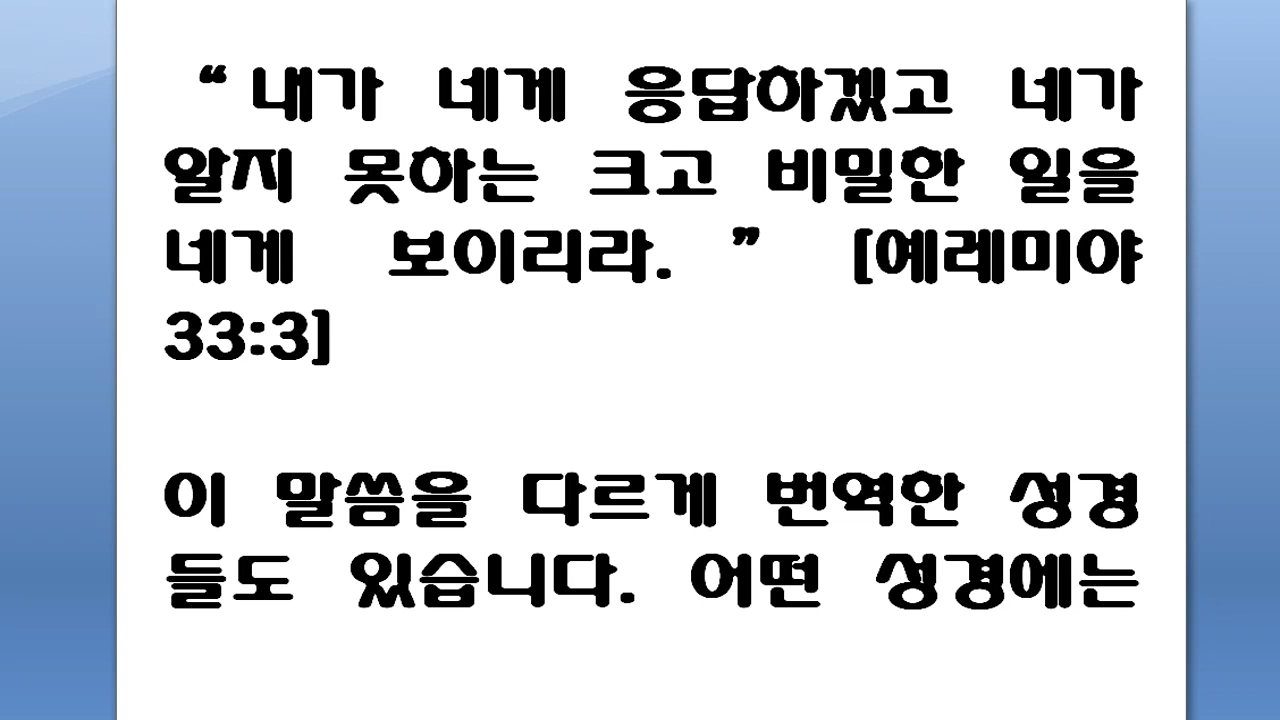 “내가 네게 응답하겠고 네가
알지 못하는 크고 비밀한 일을
네게 보이리라.” [예레미야
33:3]
이 말씀을 다르게 번역한 성경
들도 있습니다. 어떤 성경에는